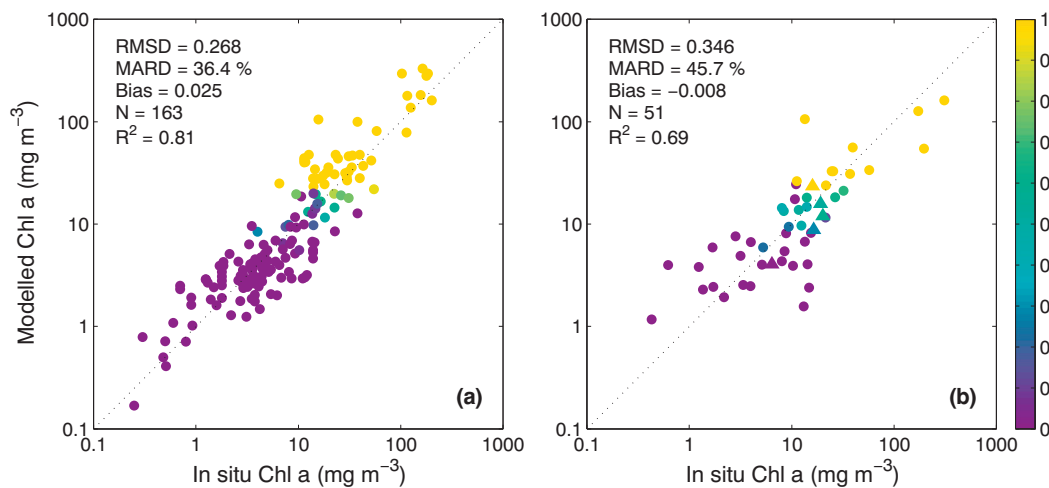 1000
100
10
1
0.1
Modelled Chl a (mg m⁻³)
RMSD = 0.268
MARD = 36.4 %
Bias = 0.025
N = 163
R² = 0.81
(a)
0.1 1 10 100 1000
In situ Chl a (mg m⁻³)
1000
100
10
1
0.1
RMSD = 0.346
MARD = 45.7 %
Bias = −0.008
N = 51
R² = 0.69
(b)
0.1 1 10 100 1000
In situ Chl a (mg m⁻³)
1
0
0
0
0
0
0
0
0
0
0